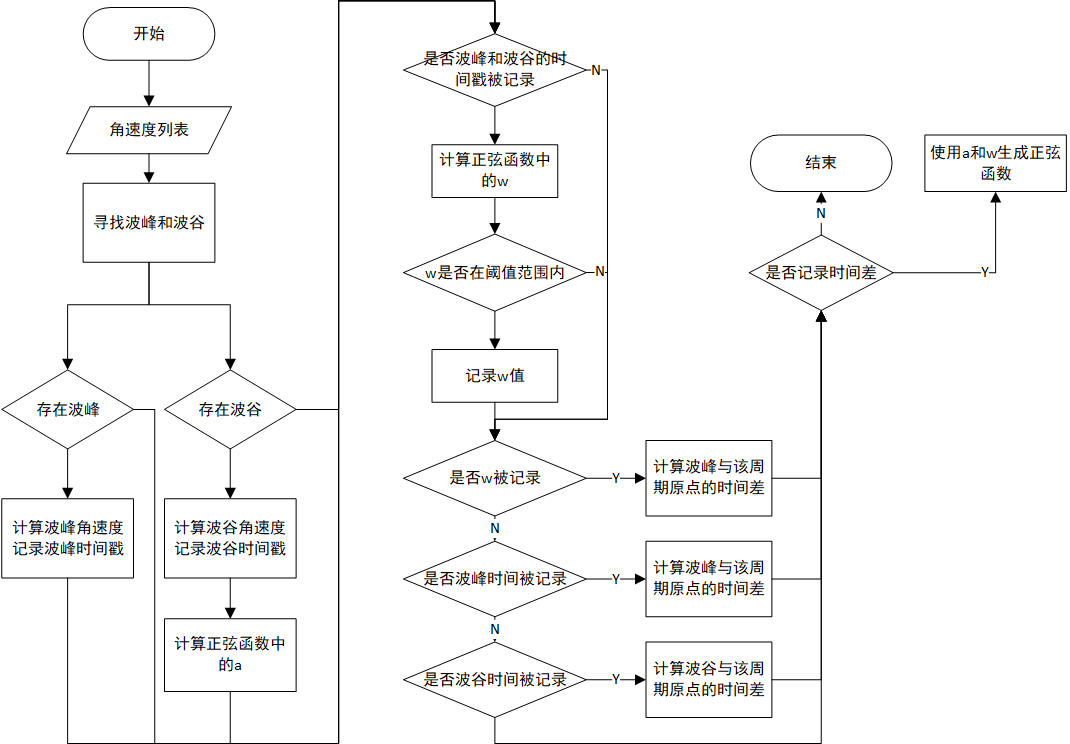 开始
角速度列表
寻找波峰和波谷
存在波峰
存在波谷
计算波峰角速度
记录波峰时间戳
计算波谷角速度
记录波谷时间戳
计算正弦函数中
的a
是否波峰和波谷的时
间戳被记录
N
计算正弦函数中
的w
w是否在阈值范围内
N
记录w值
是否w被记录
Y
计算波峰与该周
期原点的时间差
N
是否波峰时间被记录
Y
计算波峰与该周
期原点的时间差
N
是否波谷时间被记录
Y
计算波谷与该周
期原点的时间差
结束
N
是否记录时间差
Y
使用a和w生成正弦
函数